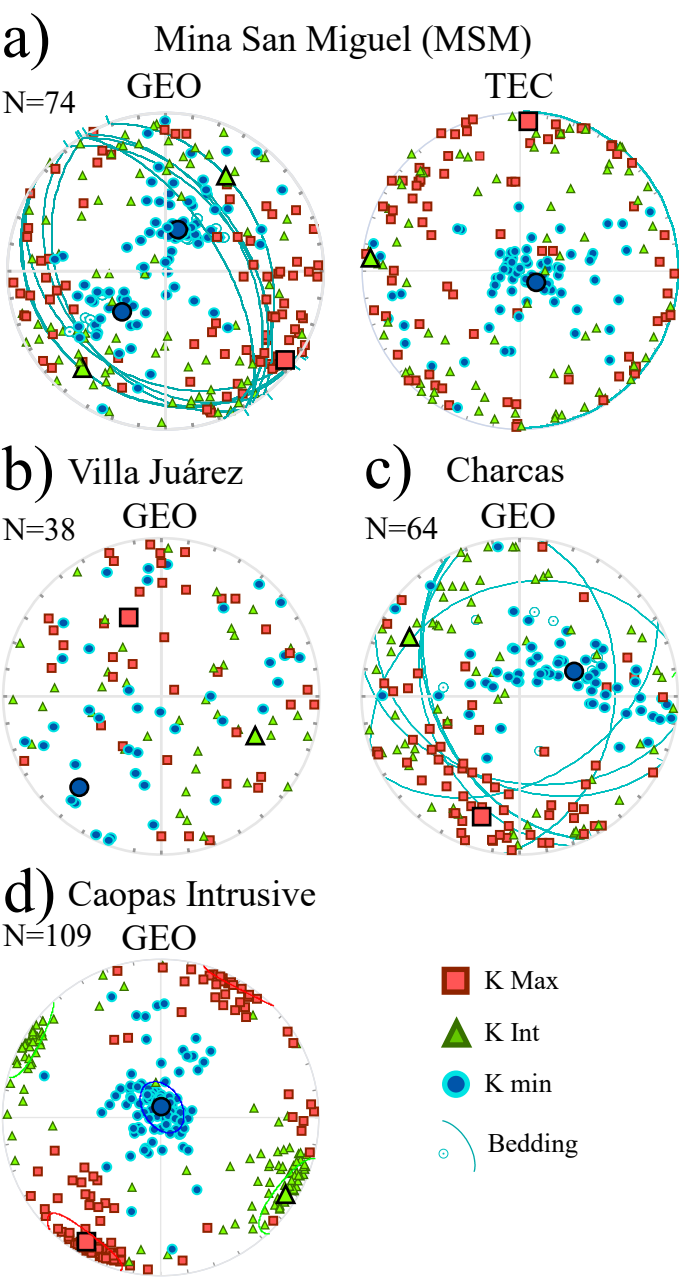 a) Mina San Miguel (MSM)
N=74 GEO TEC
b) Villa Juárez
N=38 GEO
c) Charcas
N=64 GEO
d) Caopas Intrusive
N=109 GEO
K Max
K Int
K min
Bedding